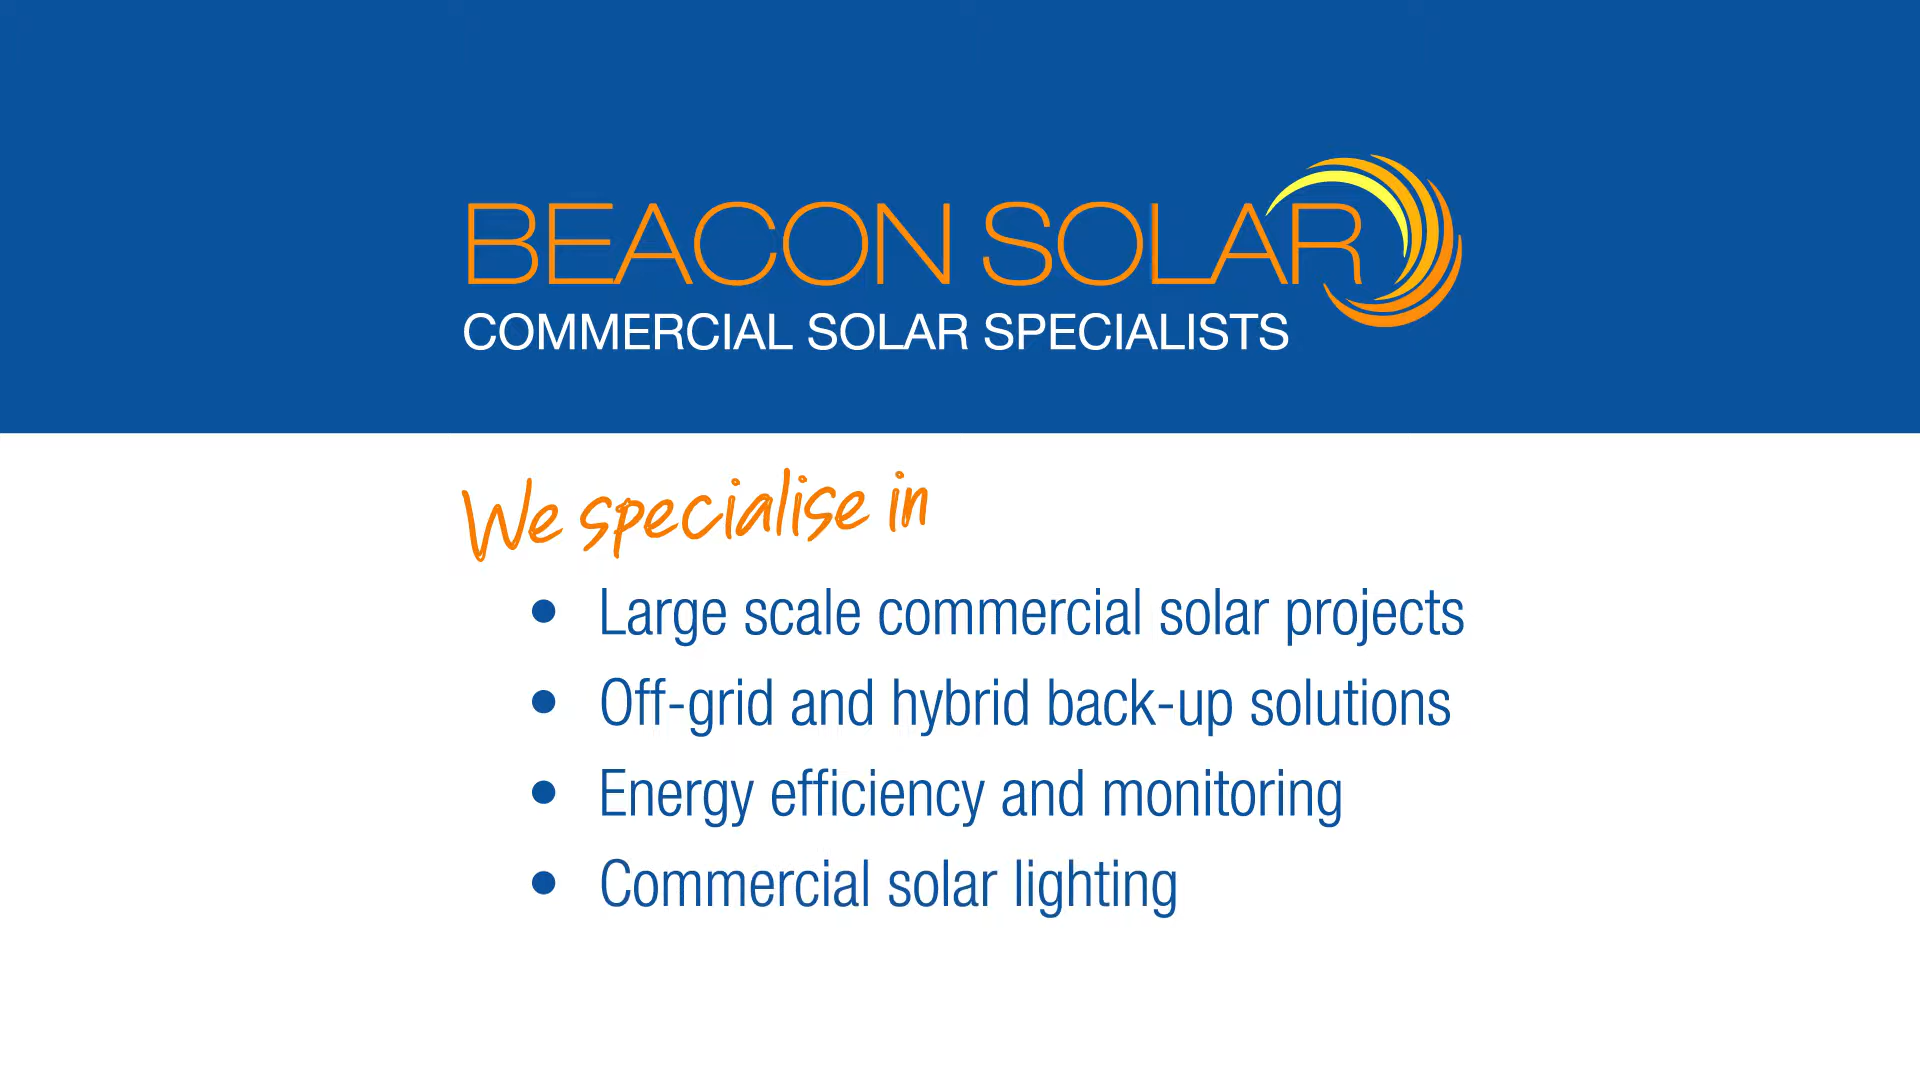 BEACON SOLAR
COMMERCIAL SOLAR SPECIALISTS
We specialise in
• Large scale commercial solar projects
• Off-grid and hybrid back-up solutions
• Energy efficiency and monitoring
• Commercial solar lighting